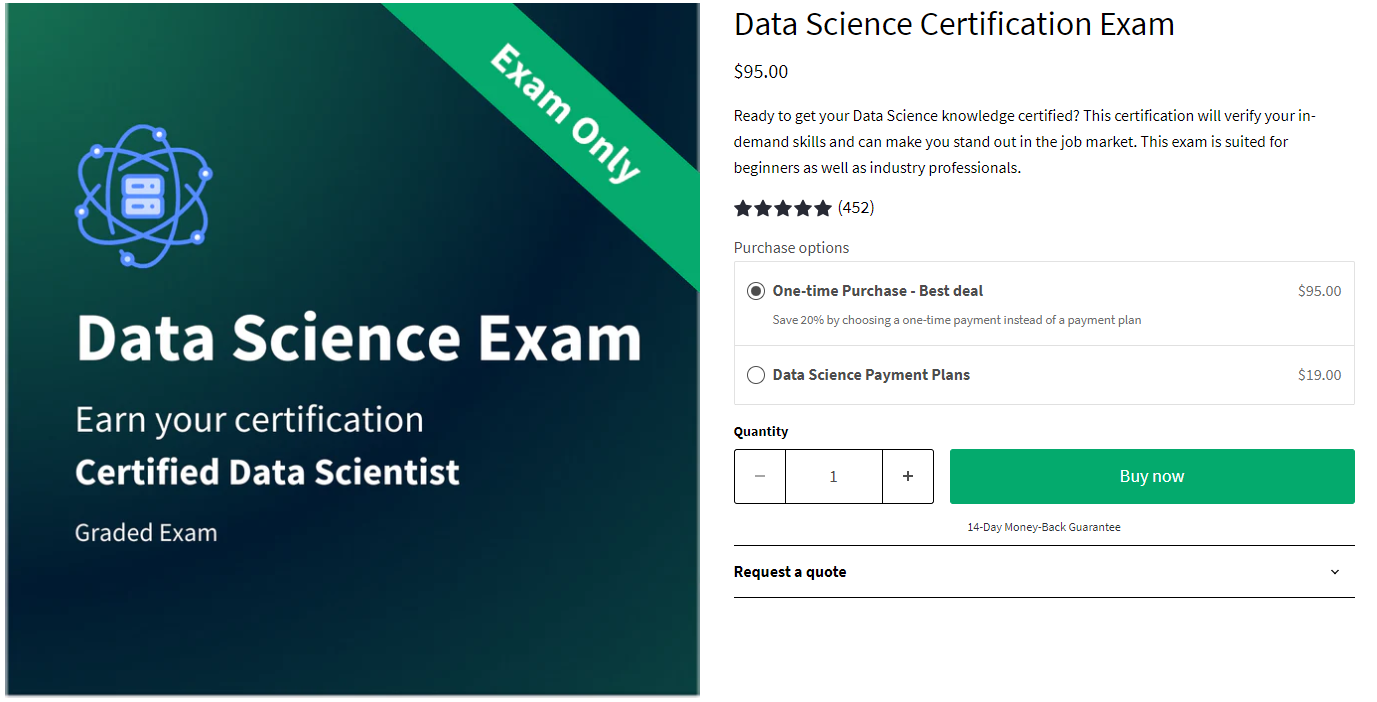 Exam Only
Data Science Exam
Earn your certification
Certified Data Scientist
Graded Exam
Data Science Certification Exam
$95.00
Ready to get your Data Science knowledge certified? This certification will verify your in-
demand skills and can make you stand out in the job market. This exam is suited for
beginners as well as industry professionals.
(452)
Purchase options
One-time Purchase - Best deal $95.00
Save 20% by choosing a one-time payment instead of a payment plan
Data Science Payment Plans $19.00
Quantity
− 1 + Buy now
14-Day Money-Back Guarantee
Request a quote